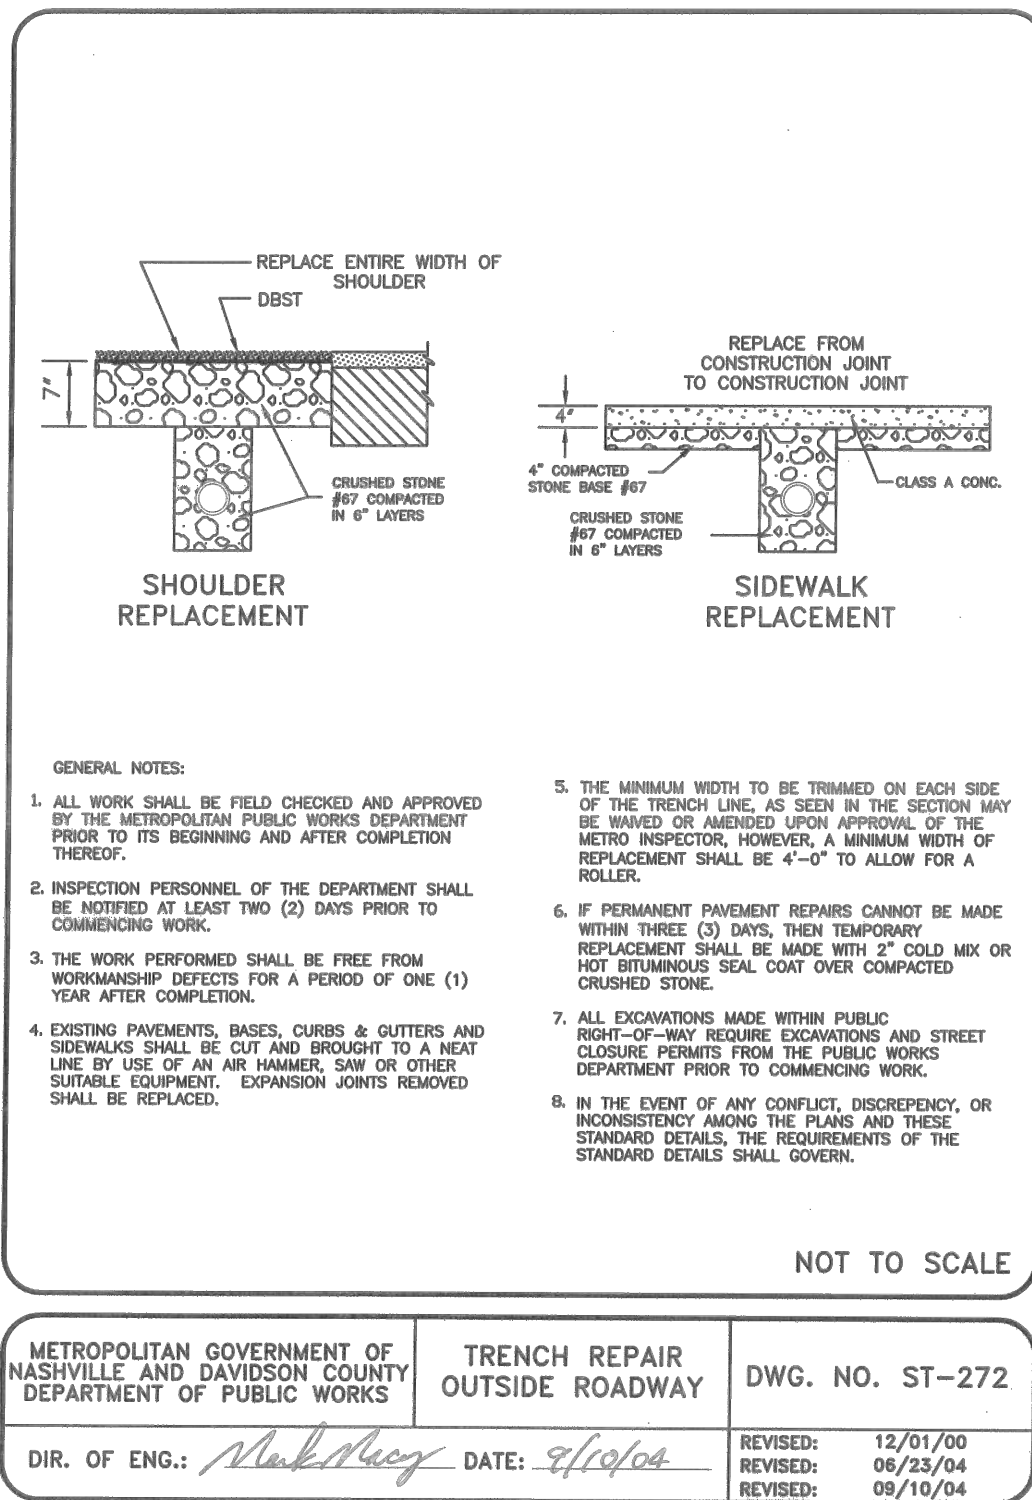 REPLACE ENTIRE WIDTH OF
SHOULDER
DBST
7"
CRUSHED STONE
#67 COMPACTED
IN 6" LAYERS
SHOULDER
REPLACEMENT
REPLACE FROM
CONSTRUCTION JOINT
TO CONSTRUCTION JOINT
4"
4" COMPACTED
STONE BASE #67
CLASS A CONC.
CRUSHED STONE
#67 COMPACTED
IN 6" LAYERS
SIDEWALK
REPLACEMENT
GENERAL NOTES:
1. ALL WORK SHALL BE FIELD CHECKED AND APPROVED
BY THE METROPOLITAN PUBLIC WORKS DEPARTMENT
PRIOR TO ITS BEGINNING AND AFTER COMPLETION
THEREOF.
2. INSPECTION PERSONNEL OF THE DEPARTMENT SHALL
BE NOTIFIED AT LEAST TWO (2) DAYS PRIOR TO
COMMENCING WORK.
3. THE WORK PERFORMED SHALL BE FREE FROM
WORKMANSHIP DEFECTS FOR A PERIOD OF ONE (1)
YEAR AFTER COMPLETION.
4. EXISTING PAVEMENTS, BASES, CURBS & GUTTERS AND
SIDEWALKS SHALL BE CUT AND BROUGHT TO A NEAT
LINE BY USE OF AN AIR HAMMER, SAW OR OTHER
SUITABLE EQUIPMENT. EXPANSION JOINTS REMOVED
SHALL BE REPLACED.
5. THE MINIMUM WIDTH TO BE TRIMMED ON EACH SIDE
OF THE TRENCH LINE, AS SEEN IN THE SECTION MAY
BE WAIVED OR AMENDED UPON APPROVAL OF THE
METRO INSPECTOR, HOWEVER, A MINIMUM WIDTH OF
REPLACEMENT SHALL BE 4'-0" TO ALLOW FOR A
ROLLER.
6. IF PERMANENT PAVEMENT REPAIRS CANNOT BE MADE
WITHIN THREE (3) DAYS, THEN TEMPORARY
REPLACEMENT SHALL BE MADE WITH 2" COLD MIX OR
HOT BITUMINOUS SEAL COAT OVER COMPACTED
CRUSHED STONE.
7. ALL EXCAVATIONS MADE WITHIN PUBLIC
RIGHT-OF-WAY REQUIRE EXCAVATIONS AND STREET
CLOSURE PERMITS FROM THE PUBLIC WORKS
DEPARTMENT PRIOR TO COMMENCING WORK.
8. IN THE EVENT OF ANY CONFLICT, DISCREPENCY, OR
INCONSISTENCY AMONG THE PLANS AND THESE
STANDARD DETAILS, THE REQUIREMENTS OF THE
STANDARD DETAILS SHALL GOVERN.
NOT TO SCALE
METROPOLITAN GOVERNMENT OF
NASHVILLE AND DAVIDSON COUNTY
DEPARTMENT OF PUBLIC WORKS
TRENCH REPAIR
OUTSIDE ROADWAY
DWG. NO. ST-272
DIR. OF ENG.: Mark Macy DATE: 9/10/04
REVISED: 12/01/00
REVISED: 06/23/04
REVISED: 09/10/04